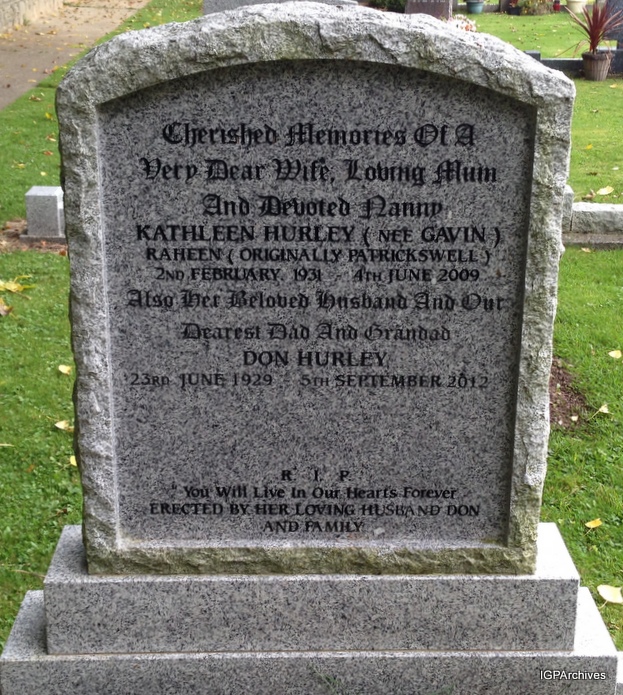 Cherished Memories Of A
Very Dear Wife, Loving Mum
And Devoted Nanny
KATHLEEN HURLEY ( NEE GAVIN )
RAHEEN ( ORIGINALLY PATRICKSWELL )
2ND FEBRUARY, 1931 - 4TH JUNE 2009
Also Her Beloved Husband And Our
Dearest Dad And Grandad
DON HURLEY
23RD JUNE 1929 - 5TH SEPTEMBER 2012
R. I. P.
"You Will Live In Our Hearts Forever"
ERECTED BY HER LOVING HUSBAND DON
AND FAMILY
IGPArchives